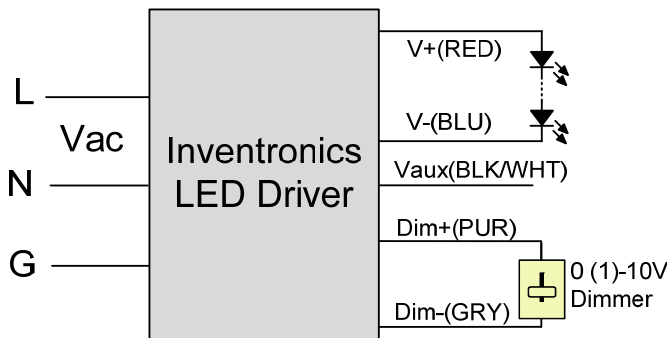 L
Vac
N
G
Inventronics
LED Driver
V+(RED)
V-(BLU)
Vaux(BLK/WHT)
Dim+(PUR)
Dim-(GRY)
0 (1)-10V
Dimmer